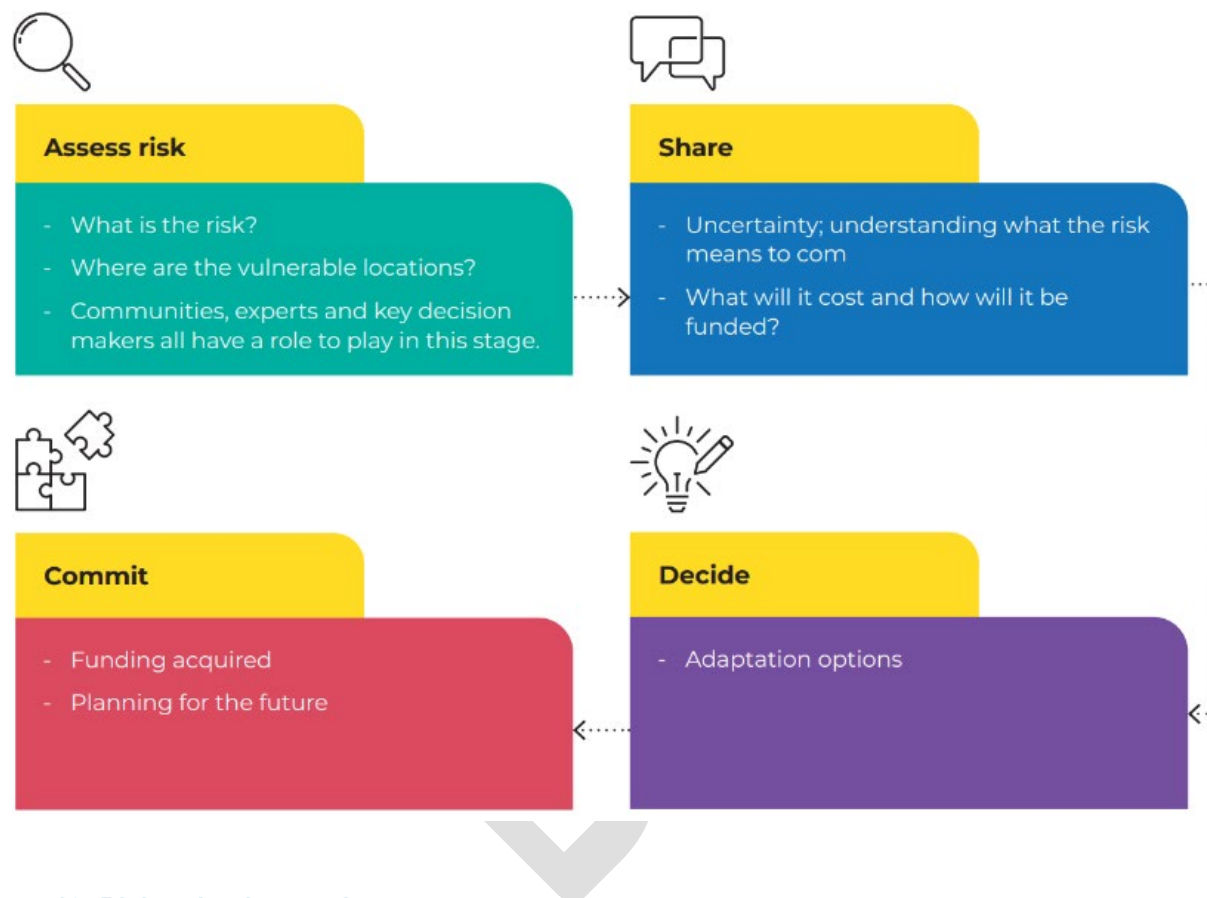 Assess risk
- What is the risk?
- Where are the vulnerable locations?
- Communities, experts and key decision
makers all have a role to play in this stage.
Share
- Uncertainty; understanding what the risk
means to com
- What will it cost and how will it be
funded?
Decide
- Adaptation options
Commit
- Funding acquired
- Planning for the future